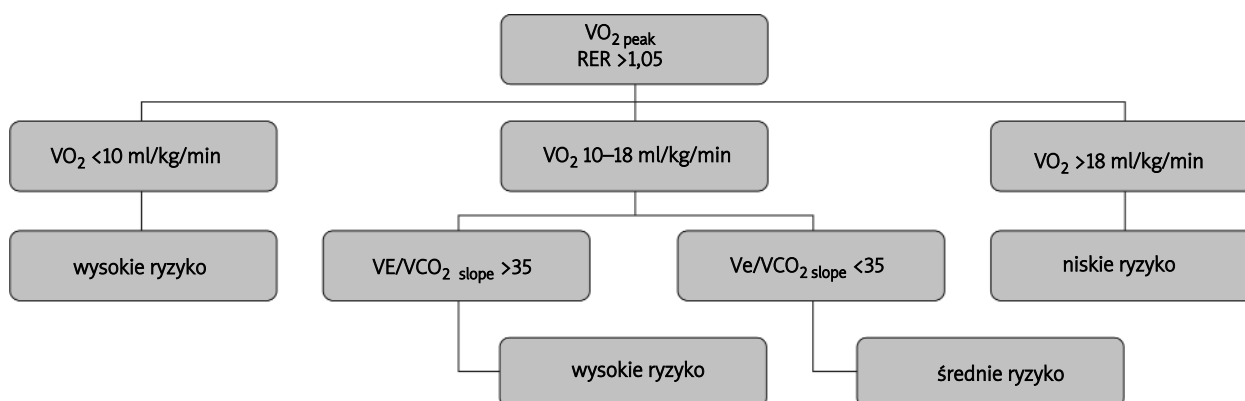 VO₂ peak
RER >1,05
VO₂ <10 ml/kg/min
VO₂ 10–18 ml/kg/min
VO₂ >18 ml/kg/min
wysokie ryzyko
VE/VCO₂ slope >35
Ve/VCO₂ slope <35
niskie ryzyko
wysokie ryzyko
średnie ryzyko